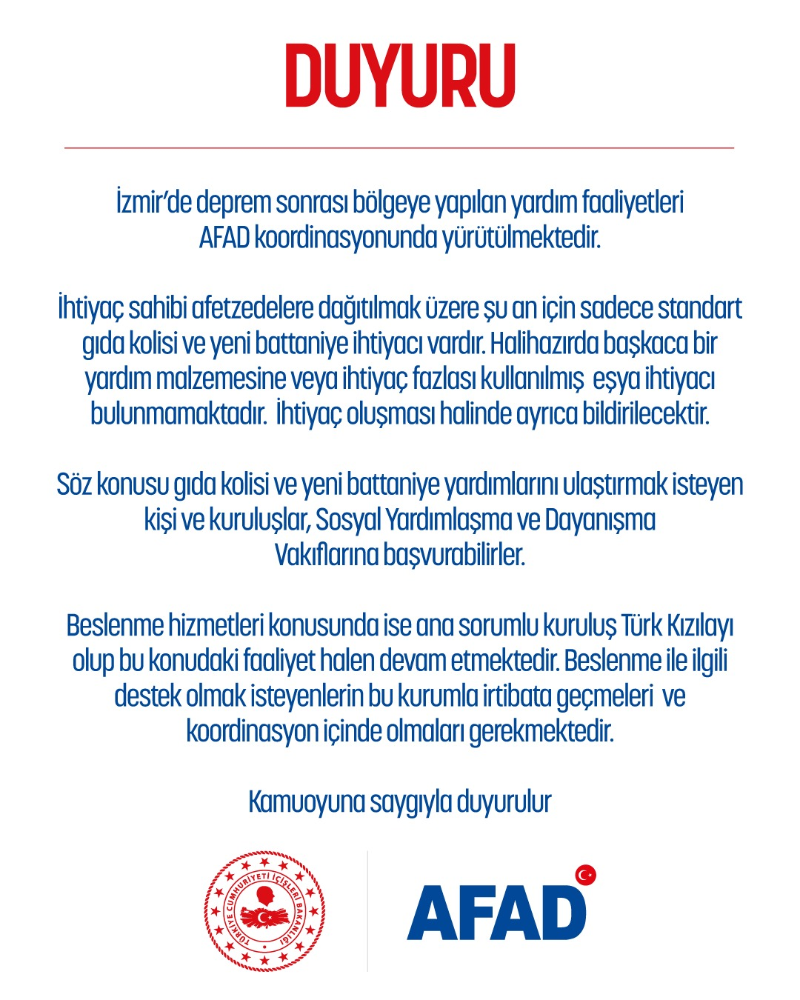 DUYURU
İzmir’de deprem sonrası bölgeye yapılan yardım faaliyetleri
AFAD koordinasyonunda yürütülmektedir.
İhtiyaç sahibi afetzedelere dağıtılmak üzere şu an için sadece standart
gıda kolisi ve yeni battaniye ihtiyacı vardır. Halihazırda başkaca bir
yardım malzemesine veya ihtiyaç fazlası kullanılmış eşya ihtiyacı
bulunmamaktadır. İhtiyaç oluşması halinde ayrıca bildirilecektir.
Söz konusu gıda kolisi ve yeni battaniye yardımlarını ulaştırmak isteyen
kişi ve kuruluşlar, Sosyal Yardımlaşma ve Dayanışma
Vakıflarına başvurabilirler.
Beslenme hizmetleri konusunda ise ana sorumlu kuruluş Türk Kızılayı
olup bu konudaki faaliyet halen devam etmektedir. Beslenme ile ilgili
destek olmak isteyenlerin bu kurumla irtibata geçmeleri ve
koordinasyon içinde olmaları gerekmektedir.
Kamuoyuna saygıyla duyurulur
TÜRKİYE CUMHURİYETİ İÇİŞLERİ BAKANLIĞI
AFAD